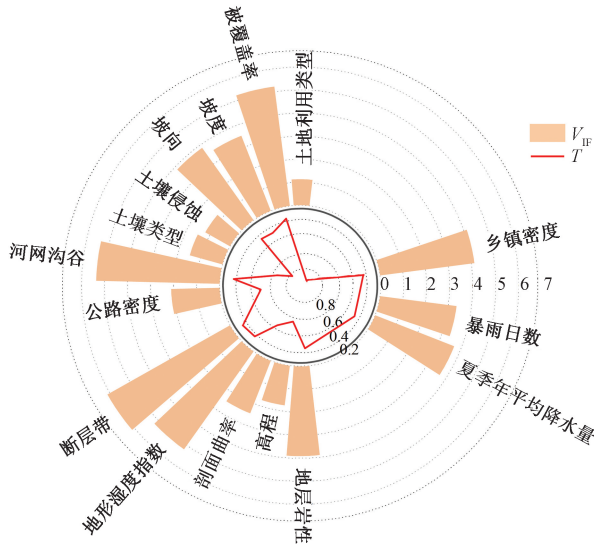 被覆盖率
土地利用类型
坡度
坡向
土壤侵蚀
土壤类型
河网沟谷
公路密度
断层带
地形湿度指数
剖面曲率
高程
地层岩性
夏季年平均降水量
暴雨日数
乡镇密度
0 1 2 3 4 5 6 7
0.8
0.6
0.4
0.2
VIF
T